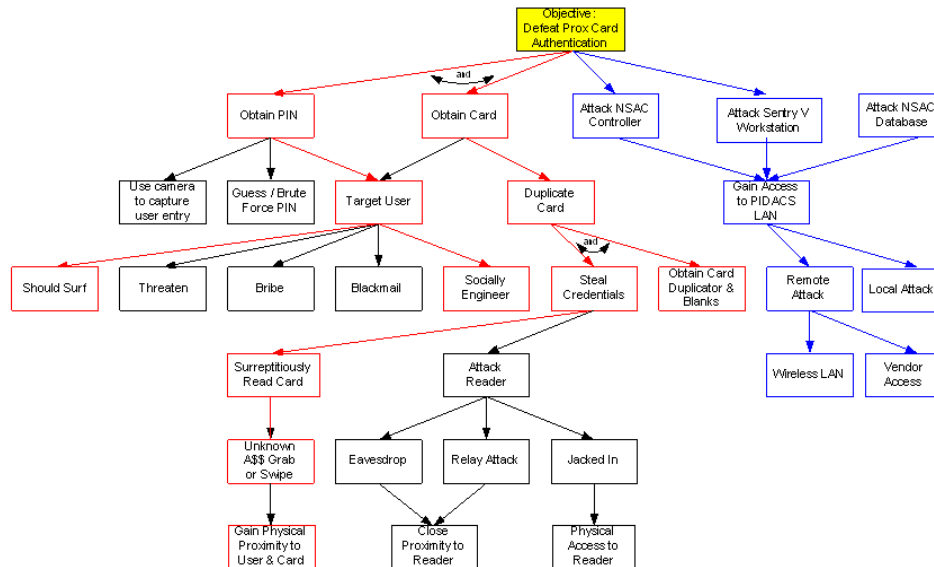 Objective :
Defeat Prox Card
Authentication
and
Obtain PIN
Obtain Card
Attack NSAC
Controller
Attack Sentry V
Workstation
Attack NSAC
Database
Use camera
to capture
user entry
Guess / Brute
Force PIN
Target User
Duplicate
Card
Gain Access
to PIDACS
LAN
and
Should Surf
Threaten
Bribe
Blackmail
Socially
Engineer
Steal
Credentials
Obtain Card
Duplicator &
Blanks
Remote
Attack
Local Attack
Surreptitiously
Read Card
Attack
Reader
Wireless LAN
Vendor
Access
Unknown
A$$ Grab
or Swipe
Eavesdrop
Relay Attack
Jacked In
Gain Physical
Proximity to
User & Card
Close
Proximity to
Reader
Physical
Access to
Reader